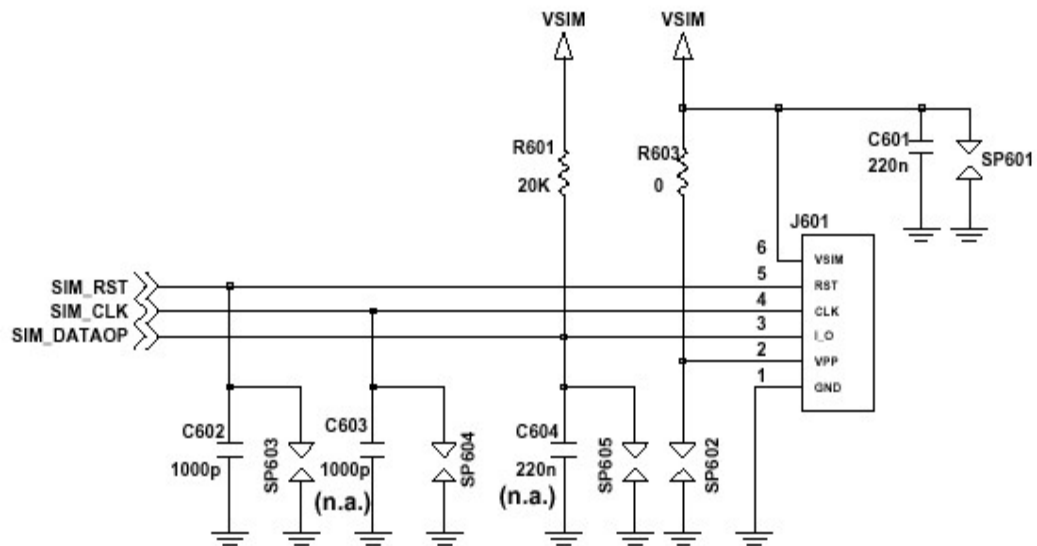 VSIM VSIM
R601
20K
R603
0
C601
220n
SP601
J601
6 VSIM
5 RST
4 CLK
3 I_O
2 VPP
1 GND
SIM_RST
SIM_CLK
SIM_DATAOP
C602
1000p
SP603
C603
1000p
(n.a.)
SP604
C604
220n
(n.a.)
SP605
SP602